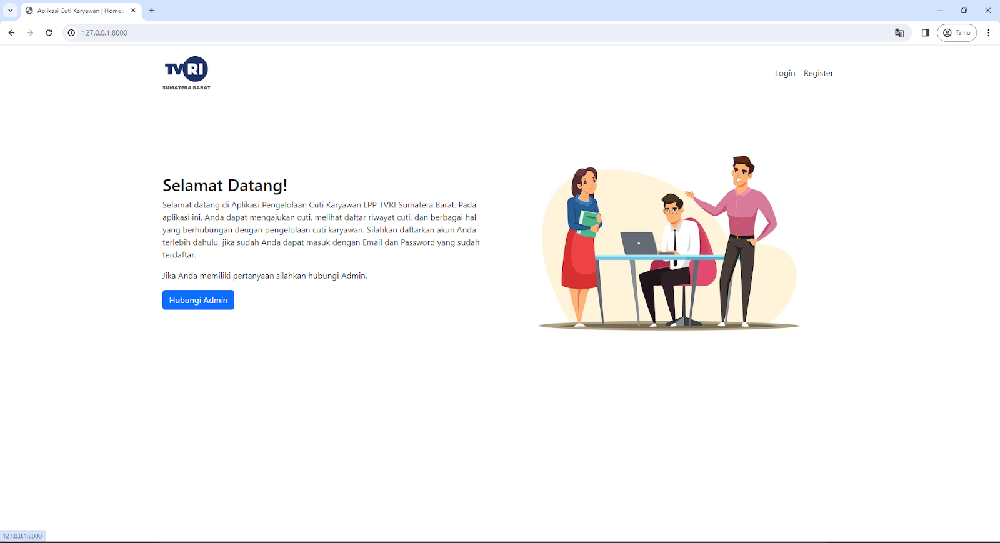 Aplikasi Cuti Karyawan | Homep
127.0.0.1:8000
Tamu
TVRI
SUMATERA BARAT
Login Register
Selamat Datang!
Selamat datang di Aplikasi Pengelolaan Cuti Karyawan LPP TVRI Sumatera Barat. Pada
aplikasi ini, Anda dapat mengajukan cuti, melihat daftar riwayat cuti, dan berbagai hal
yang berhubungan dengan pengelolaan cuti karyawan. Silahkan daftarkan akun Anda
terlebih dahulu, jika sudah Anda dapat masuk dengan Email dan Password yang sudah
terdaftar.
Jika Anda memiliki pertanyaan silahkan hubungi Admin.
Hubungi Admin
127.0.0.1:8000